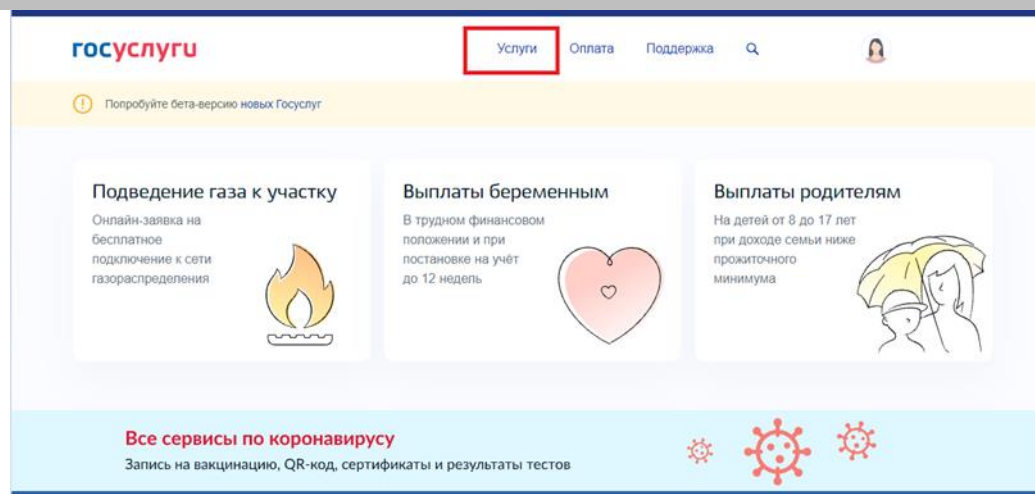 госуслуги
Услуги Оплата Поддержка
Попробуйте бета-версию новых Госуслуг
Подведение газа к участку
Онлайн-заявка на
бесплатное
подключение к сети
газораспределения
Выплаты беременным
В трудном финансовом
положении и при
постановке на учёт
до 12 недель
Выплаты родителям
На детей от 8 до 17 лет
при доходе семьи ниже
прожиточного
минимума
Все сервисы по коронавирусу
Запись на вакцинацию, QR-код, сертификаты и результаты тестов